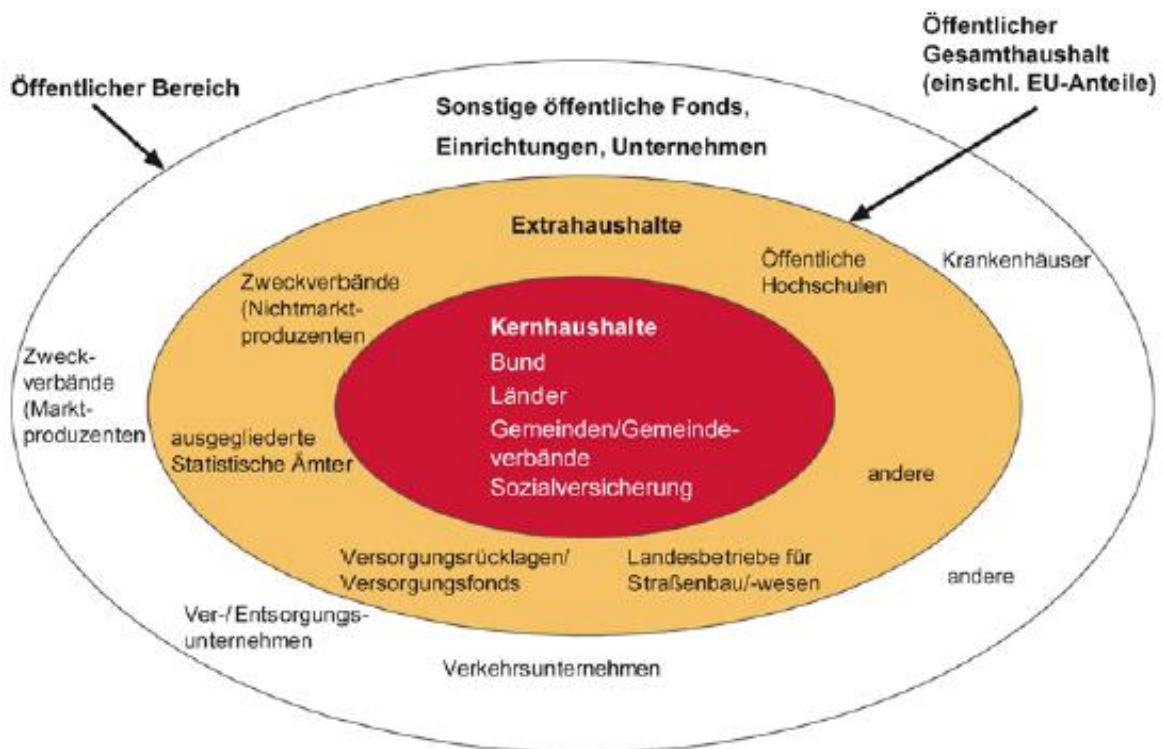 Öffentlicher
Gesamthaushalt
(einschl. EU-Anteile)
Öffentlicher Bereich
Sonstige öffentliche Fonds,
Einrichtungen, Unternehmen
Extrahaushalte
Öffentliche
Hochschulen
Krankenhäuser
Zweckverbände
(Nichtmarkt-
produzenten
Kernhaushalte
Bund
Länder
Gemeinden/Gemeinde-
verbände
Sozialversicherung
Zweck-
verbände
(Markt-
produzenten
ausgegliederte
Statistische Ämter
andere
Versorgungsrücklagen/
Versorgungsfonds
Landesbetriebe für
Straßenbau/-wesen
andere
Ver-/Entsorgungs-
unternehmen
Verkehrsunternehmen